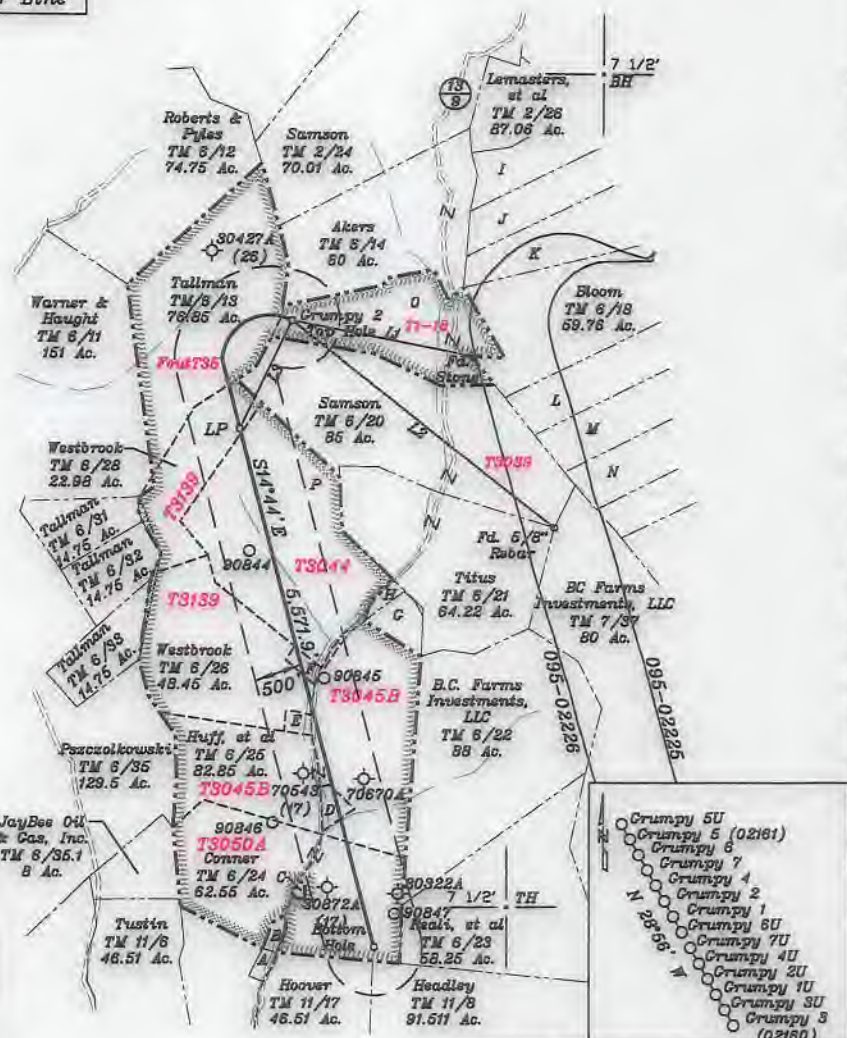 Line
Roberts &
Pyles
TM 6/12
74.75 Ac.
Samson
TM 2/24
70.01 Ac.
13
9
Lemasters,
et al
TM 2/26
87.06 Ac.
7 1/2'
BH
I
J
K
30427A
(26)
Akers
TM 6/14
60 Ac.
Warner &
Haught
TM 6/11
151 Ac.
Tallman
TM/6/13
76.85 Ac.
Grumpy 2
Top Hole L1
O
T1-16
Bloom
TM 6/18
59.76 Ac.
FoutT36
Fd.
Stone
Samson
TM 6/20
85 Ac.
L2
L
M
N
LP
P
T3039
Westbrook
TM 6/28
22.98 Ac.
T3139
S14°44' E
5,571.9'
Tallman
TM 6/31
14.75 Ac.
Tallman
TM 6/32
14.75 Ac.
90844
T3044
Fd. 5/8"
Rebar
Titus
TM 6/21
64.22 Ac.
BC Farms
Investments, LLC
TM 7/37
80 Ac.
T3139
H
G
Tallman
TM 6/33
14.75 Ac.
Westbrook
TM 6/26
48.45 Ac.
500'
90845
T3045B
095-02226
095-02225
B.C. Farms
Investments,
LLC
TM 6/22
88 Ac.
E
Pszczolkowski
TM 6/35
129.5 Ac.
Huff, et al
TM 6/25
82.85 Ac.
T3045B
70543
(7)
70670A
D
JayBee Oil
& Gas, Inc.
TM 6/35.1
8 Ac.
90846
T3050A
Conner
TM 6/24
62.55 Ac.
C
30872A
(17)
30322A
7 1/2'
TH
90847
Bottom
Hole
TM 6/23
58.25 Ac.
Tustin
TM 11/6
46.51 Ac.
B
A
Hoover
TM 11/17
46.51 Ac.
Headley
TM 11/8
91.511 Ac.
N
Grumpy 5U
Grumpy 5 (02161)
Grumpy 6
Grumpy 7
Grumpy 4
Grumpy 2
Grumpy 1
Grumpy 6U
Grumpy 7U
Grumpy 4U
Grumpy 2U
Grumpy 1U
Grumpy 3U
Grumpy 3
(02160)
N 28°56' W